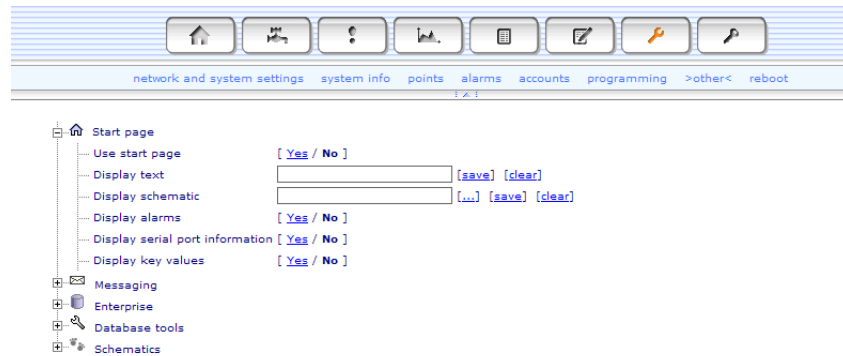 network and system settings system info points alarms accounts programming >other< reboot
Start page
Use start page [ Yes / No ]
Display text [save] [clear]
Display schematic [...] [save] [clear]
Display alarms [ Yes / No ]
Display serial port information [ Yes / No ]
Display key values [ Yes / No ]
Messaging
Enterprise
Database tools
Schematics